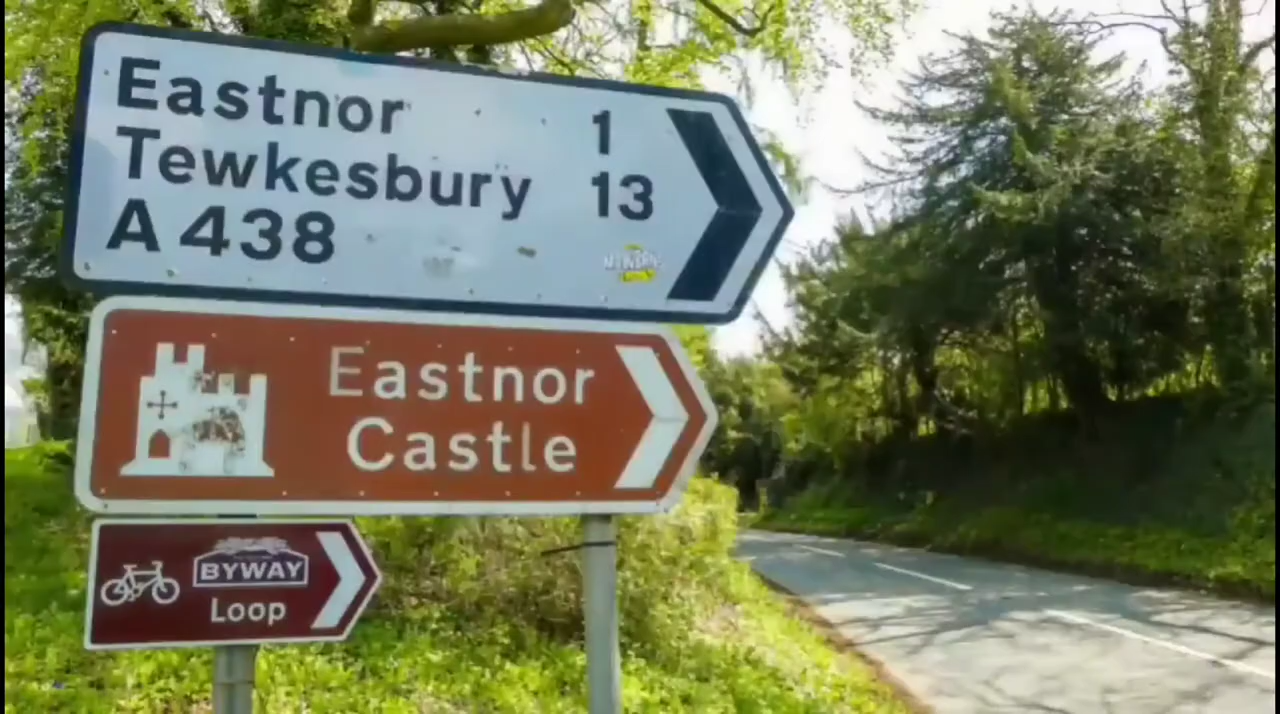 Eastnor 1
Tewkesbury 13
A438
Eastnor
Castle
BYWAY
Loop